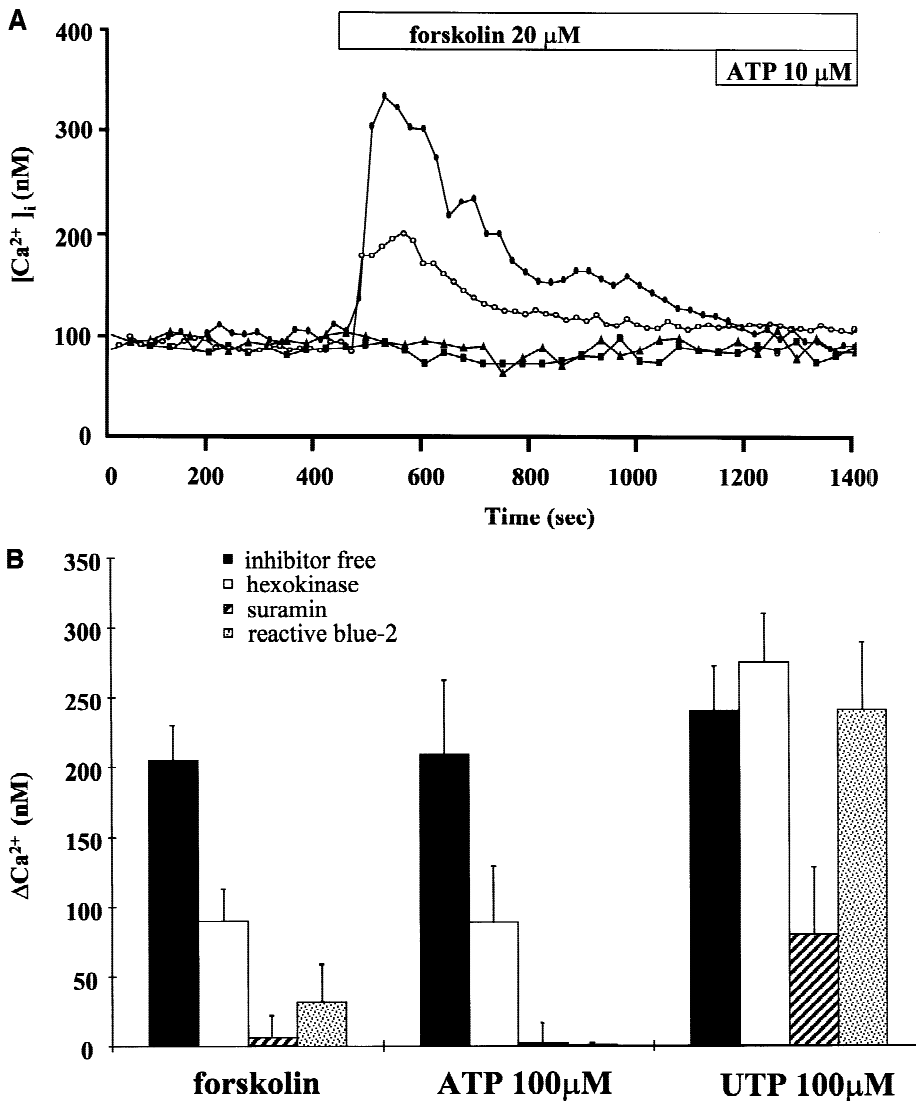 A
400
forskolin 20 µM
ATP 10 µM
300
[Ca2+ ]i (nM)
200
100
0
0 200 400 600 800 1000 1200 1400
Time (sec)
B
350
inhibitor free
hexokinase
suramin
reactive blue-2
300
250
200
ΔCa2+ (nM)
150
100
50
0
forskolin ATP 100µM UTP 100µM